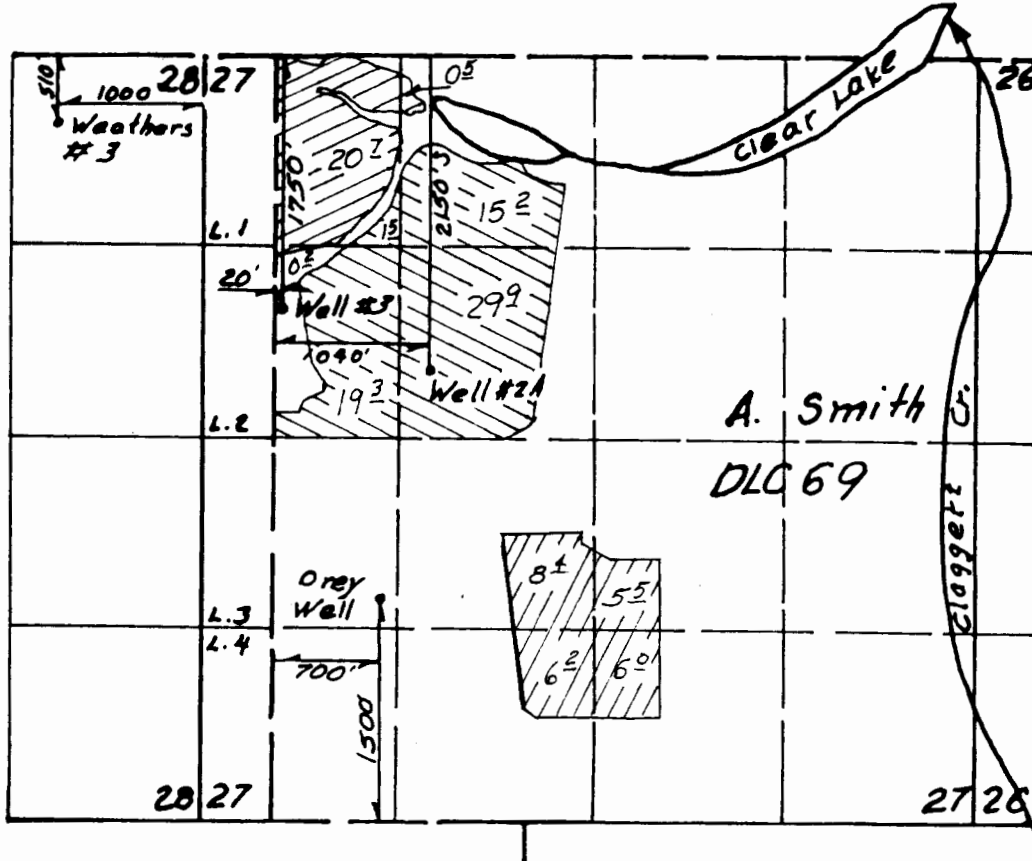 28 27
26
510'
1000
Weathers
#3
1750'
20 7
0 5
2150'S
Clear Lake
15 2
1 5
L.1
0 2
20'
Well #3
29 9
1040'
Well #2A
19 3
L.2
A. Smith
DLC 69
Claggett Cr.
Orey
Well
8 4
5 5
L.3
L.4
700'
6 2
6 0
1500'
28 27
27 26